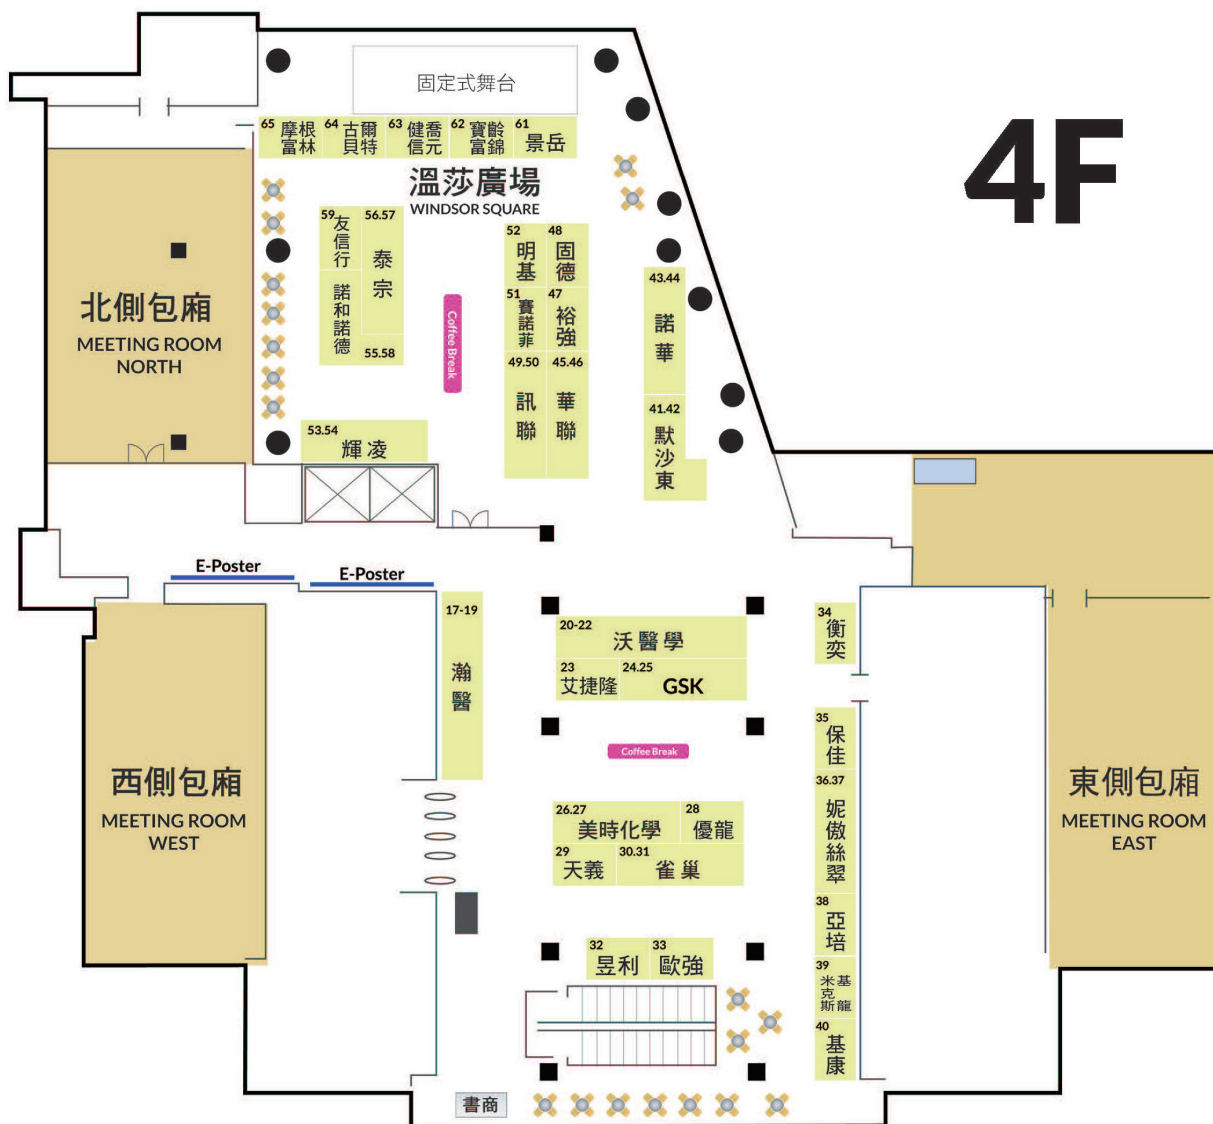 4F
固定式舞台
65 摩根
富林
64 古爾
貝特
63 健喬
信元
62 寶齡
富錦
61
景岳
溫莎廣場
WINDSOR SQUARE
59
友信行
56.57
泰宗
諾和諾德
55.58
52
明基
48
固德
51
賽諾菲
47
裕強
49.50
訊聯
45.46
華聯
43.44
諾華
41.42
默沙東
Coffee Break
53.54
輝凌
北側包廂
MEETING ROOM
NORTH
E-Poster
E-Poster
17-19
瀚醫
20-22
沃醫學
23
艾捷隆
24.25
GSK
Coffee Break
34
衡奕
35
保佳
36.37
妮傲絲翠
38
亞培
39
基龍
米克斯
40
基康
西側包廂
MEETING ROOM
WEST
東側包廂
MEETING ROOM
EAST
26.27
美時化學
28
優龍
29
天義
30.31
雀巢
32
昱利
33
歐強
書商